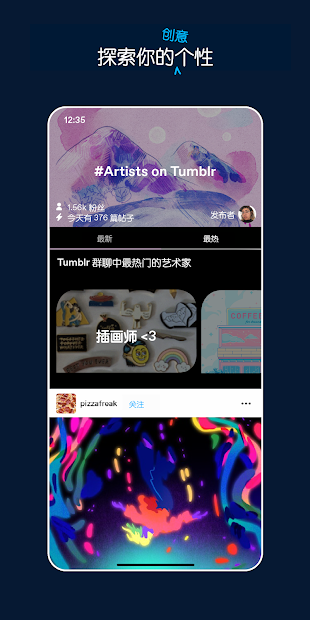 创意
探索你的个性
12:35
#Artists on Tumblr
1.56k 粉丝
今天有 376 篇帖子
发布者
最新
最热
Tumblr 群聊中最热门的艺术家
插画师 <3
COFFEE
pizzafreak
关注